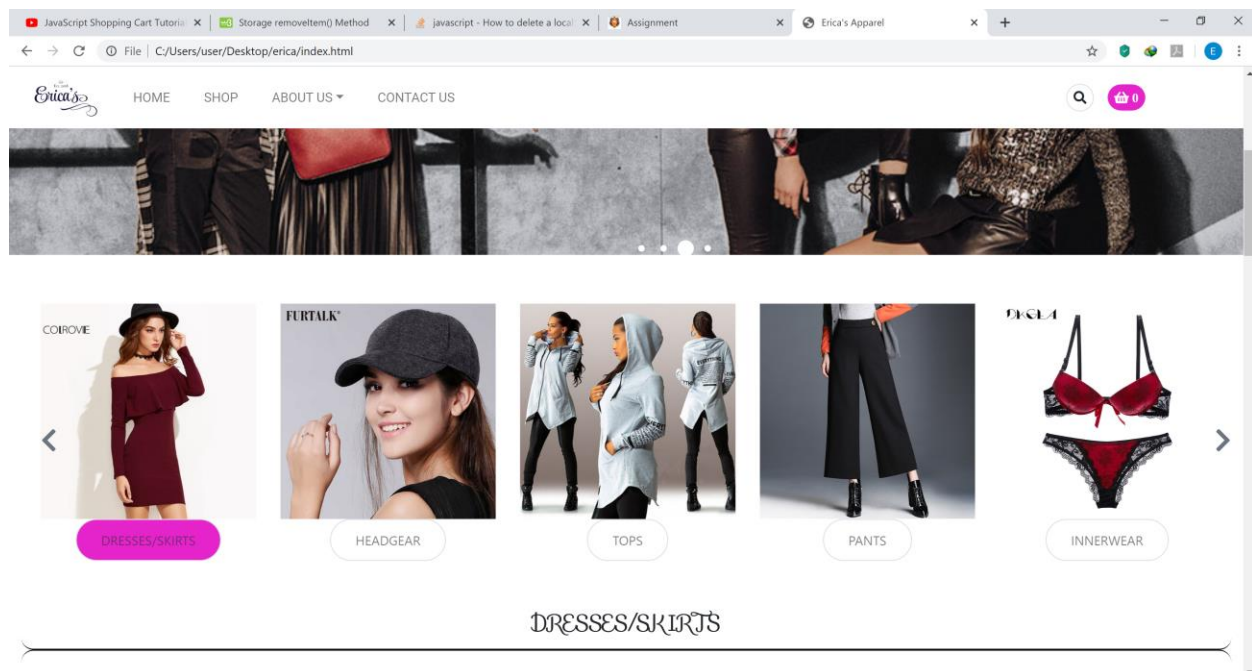 JavaScript Shopping Cart Tutorial
Storage removeItem() Method
javascript - How to delete a local
Assignment
Erica's Apparel
File C:/Users/user/Desktop/erica/index.html
E
Erica's
HOME
SHOP
ABOUT US
CONTACT US
0
COLROVIE
FURTALK®
DRESSES/SKIRTS
HEADGEAR
TOPS
PANTS
INNERWEAR
DRESSES/SKIRTS